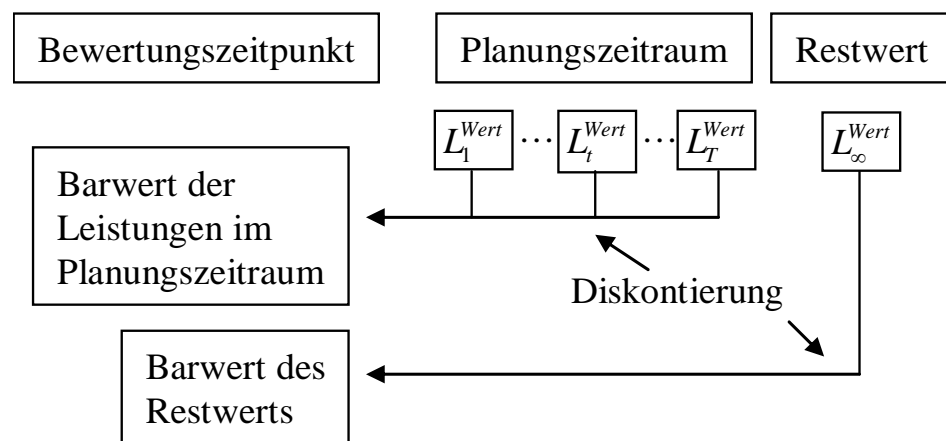 Bewertungszeitpunkt Planungszeitraum Restwert
L_1^{Wert} ··· L_t^{Wert} ··· L_T^{Wert} L_∞^{Wert}
Barwert der
Leistungen im
Planungszeitraum
Diskontierung
Barwert des
Restwerts